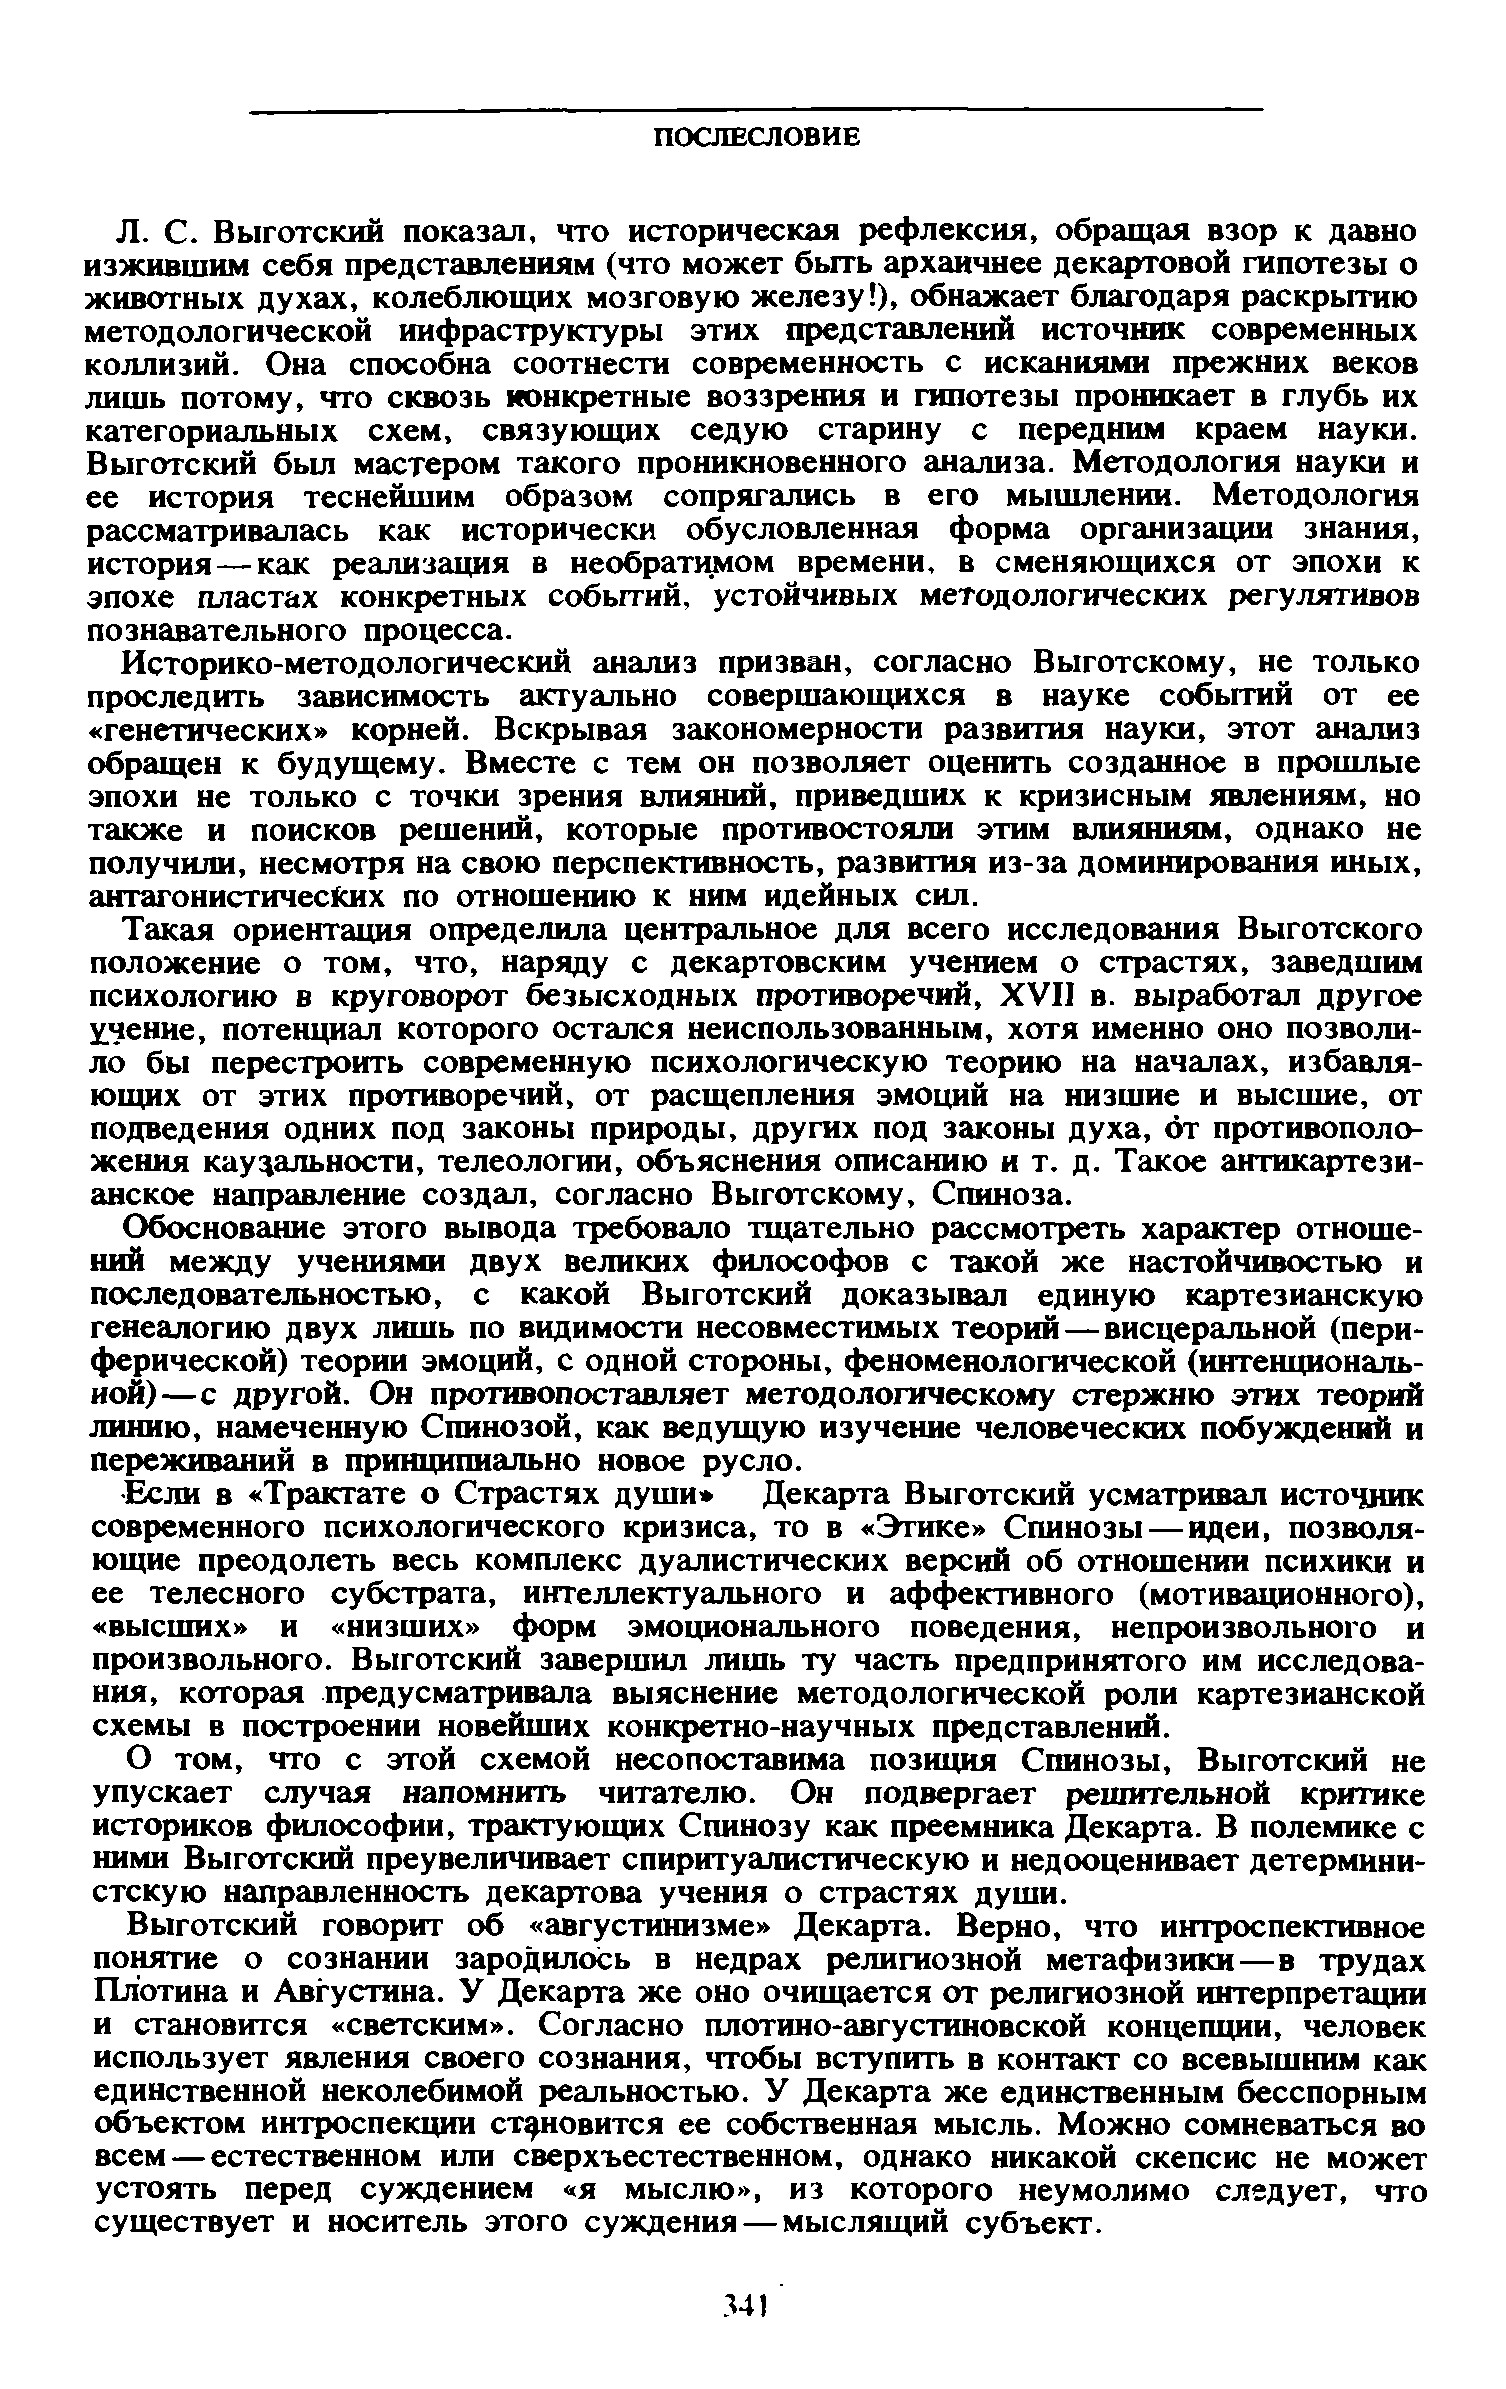 ПОСЛЕСЛОВИЕ
Л. С. Выготский показал, что историческая рефлексия, обращая взор к давно
изжившим себя представлениям (что может быть архаичнее декартовой гипотезы о
животных духах, колеблющих мозговую железу!), обнажает благодаря раскрытию
методологической инфраструктуры этих представлений источник современных
коллизий. Она способна соотнести современность с исканиями прежних веков
лишь потому, что сквозь конкретные воззрения и гипотезы проникает в глубь их
категориальных схем, связующих седую старину с передним краем науки.
Выготский был мастером такого проникновенного анализа. Методология науки и
ее история теснейшим образом сопрягались в его мышлении. Методология
рассматривалась как исторически обусловленная форма организации знания,
история — как реализация в необратимом времени, в сменяющихся от эпохи к
эпохе пластах конкретных событий, устойчивых методологических регулятивов
познавательного процесса.
Историко-методологический анализ призван, согласно Выготскому, не только
проследить зависимость актуально совершающихся в науке событий от ее
«генетических» корней. Вскрывая закономерности развития науки, этот анализ
обращен к будущему. Вместе с тем он позволяет оценить созданное в прошлые
эпохи не только с точки зрения влияний, приведших к кризисным явлениям, но
также и поисков решений, которые противостояли этим влияниям, однако не
получили, несмотря на свою перспективность, развития из-за доминирования иных,
антагонистических по отношению к ним идейных сил.
Такая ориентация определила центральное для всего исследования Выготского
положение о том, что, наряду с декартовским учением о страстях, заведшим
психологию в круговорот безысходных противоречий, XVII в. выработал другое
учение, потенциал которого остался неиспользованным, хотя именно оно позволи-
ло бы перестроить современную психологическую теорию на началах, избавля-
ющих от этих противоречий, от расщепления эмоций на низшие и высшие, от
подведения одних под законы природы, других под законы духа, от противополо-
жения каузальности, телеологии, объяснения описанию и т. д. Такое антикартези-
анское направление создал, согласно Выготскому, Спиноза.
Обоснование этого вывода требовало тщательно рассмотреть характер отноше-
ний между учениями двух великих философов с такой же настойчивостью и
последовательностью, с какой Выготский доказывал единую картезианскую
генеалогию двух лишь по видимости несовместимых теорий — висцеральной (пери-
ферической) теории эмоций, с одной стороны, феноменологической (интенциональ-
ной) — с другой. Он противопоставляет методологическому стержню этих теорий
линию, намеченную Спинозой, как ведущую изучение человеческих побуждений и
переживаний в принципиально новое русло.
Если в «Трактате о Страстях души» Декарта Выготский усматривал источник
современного психологического кризиса, то в «Этике» Спинозы — идеи, позволя-
ющие преодолеть весь комплекс дуалистических версий об отношении психики и
ее телесного субстрата, интеллектуального и аффективного (мотивационного),
«высших» и «низших» форм эмоционального поведения, непроизвольного и
произвольного. Выготский завершил лишь ту часть предпринятого им исследова-
ния, которая предусматривала выяснение методологической роли картезианской
схемы в построении новейших конкретно-научных представлений.
О том, что с этой схемой несопоставима позиция Спинозы, Выготский не
упускает случая напомнить читателю. Он подвергает решительной критике
историков философии, трактующих Спинозу как преемника Декарта. В полемике с
ними Выготский преувеличивает спиритуалистическую и недооценивает детермини-
стскую направленность декартова учения о страстях души.
Выготский говорит об «августинизме» Декарта. Верно, что интроспективное
понятие о сознании зародилось в недрах религиозной метафизики — в трудах
Плотина и Августина. У Декарта же оно очищается от религиозной интерпретации
и становится «светским». Согласно плотино-августиновской концепции, человек
использует явления своего сознания, чтобы вступить в контакт со всевышним как
единственной неколебимой реальностью. У Декарта же единственным бесспорным
объектом интроспекции становится ее собственная мысль. Можно сомневаться во
всем — естественном или сверхъестественном, однако никакой скепсис не может
устоять перед суждением «я мыслю», из которого неумолимо следует, что
существует и носитель этого суждения — мыслящий субъект.
341